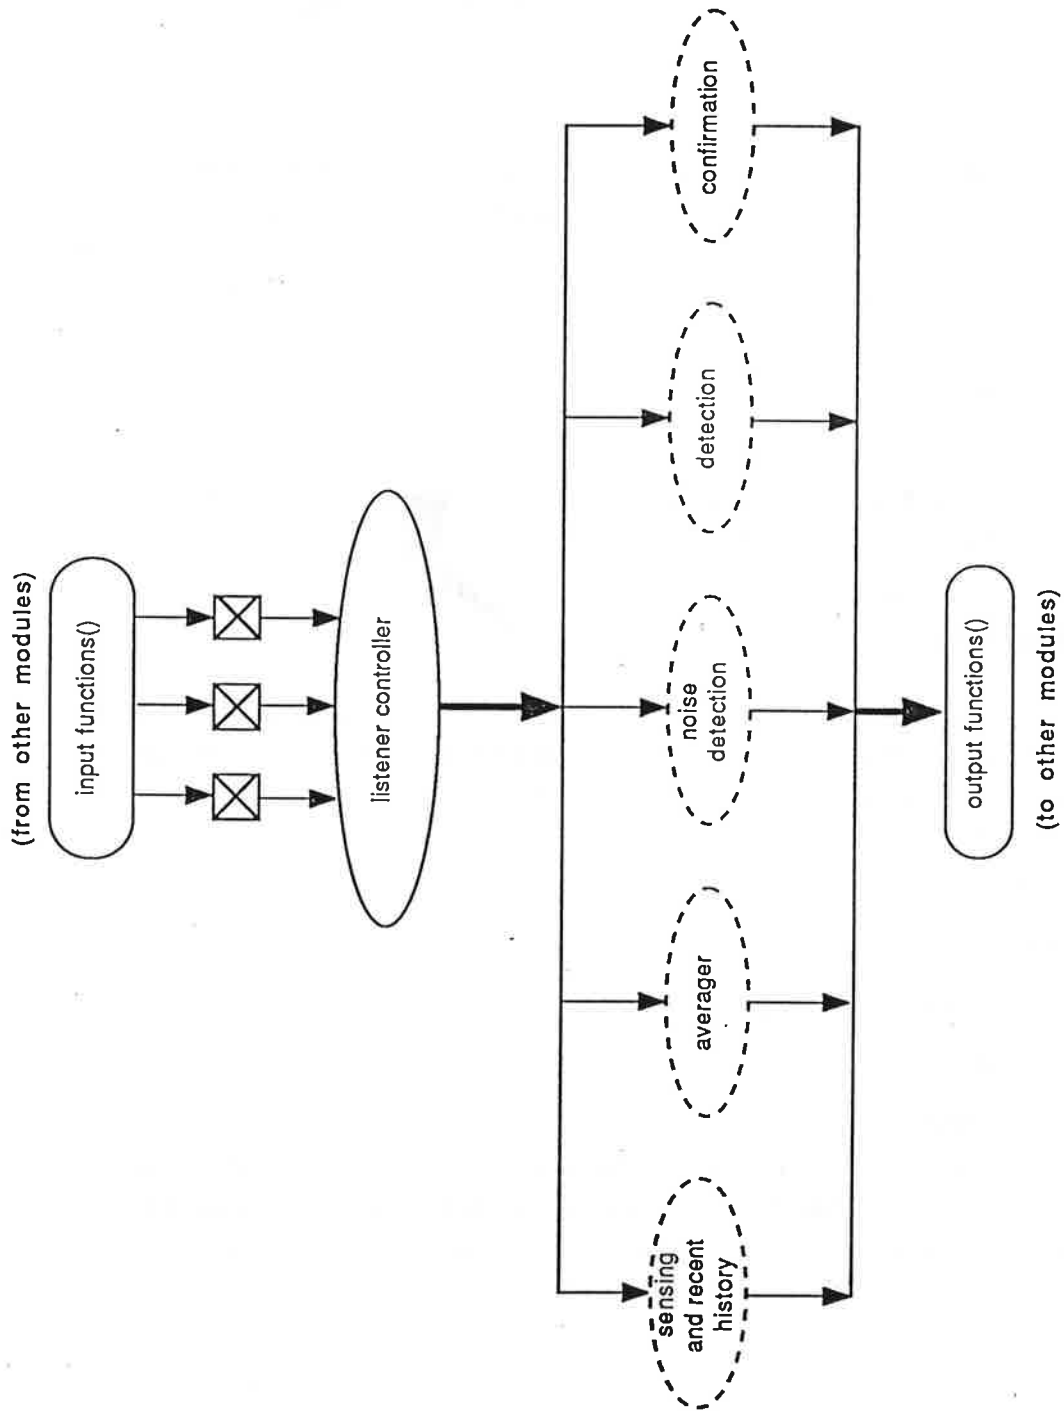 (from other modules)
input functions()
listener controller
sensing
and recent
history
averager
noise
detection
detection
confirmation
output functions()
(to other modules)